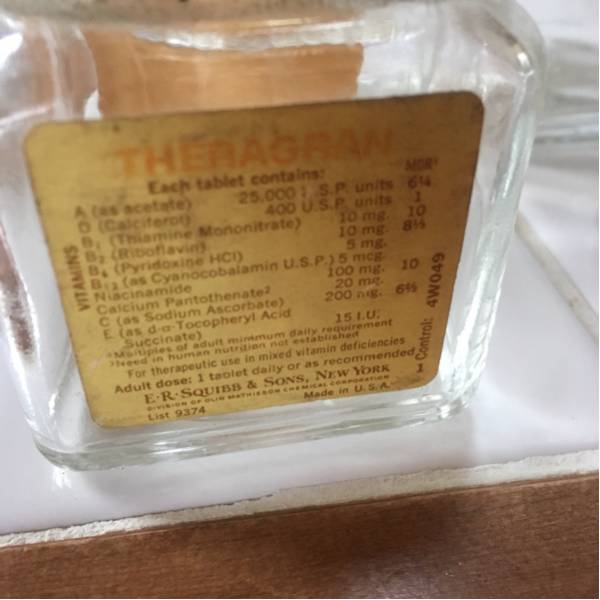 THERAGRAN
Each tablet contains: MDR¹
A (as acetate) 25,000 U.S.P. units 6¼
D (Calciferol) 400 U.S.P. units 1
B₁ (Thiamine Mononitrate) 10 mg. 10
B₂ (Riboflavin) 10 mg. 8⅓
B₆ (Pyridoxine HCl) 5 mg.
B₁₂ (as Cyanocobalamin U.S.P.) 5 mcg.
Niacinamide 100 mg. 10
Calcium Pantothenate² 20 mg.
C (as Sodium Ascorbate) 200 mg. 6⅔
E (as d-α-Tocopheryl Acid
Succinate) 15 I.U.
¹Multiples of adult minimum daily requirement
²Need in human nutrition not established
For therapeutic use in mixed vitamin deficiencies
Adult dose: 1 tablet daily or as recommended
E·R·SQUIBB & SONS, NEW YORK
DIVISION OF OLIN MATHIESON CHEMICAL CORPORATION
List 9374 Made in U.S.A.
VITAMINS
Control: 4W049
1